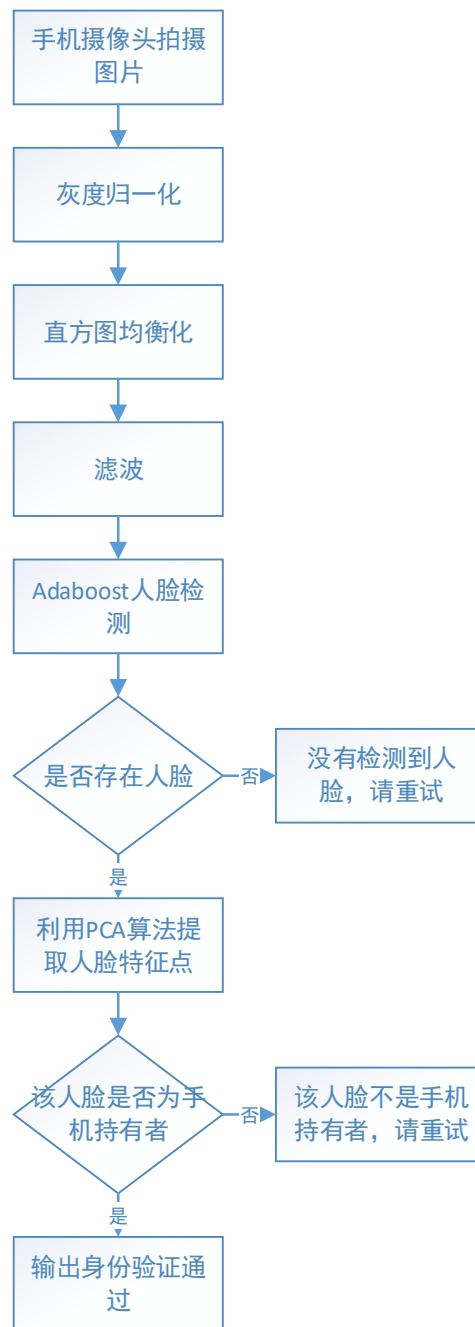 手机摄像头拍摄
图片
灰度归一化
直方图均衡化
滤波
Adaboost人脸检
测
是否存在人脸
否
没有检测到人
脸，请重试
是
利用PCA算法提
取人脸特征点
该人脸是否为手
机持有者
否
该人脸不是手机
持有者，请重试
是
输出身份验证通
过